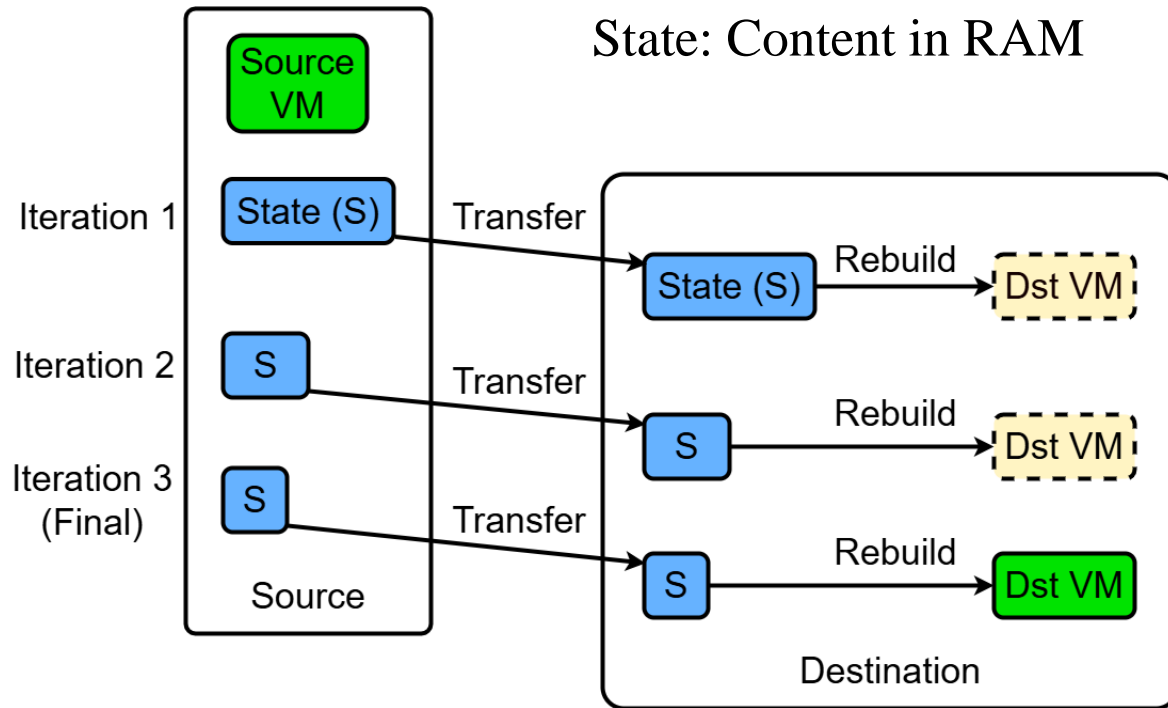 State: Content in RAM
Source
VM
Iteration 1
State (S)
Transfer
State (S)
Rebuild
Dst VM
Iteration 2
S
Transfer
S
Rebuild
Dst VM
Iteration 3
(Final)
S
Transfer
S
Rebuild
Dst VM
Source
Destination